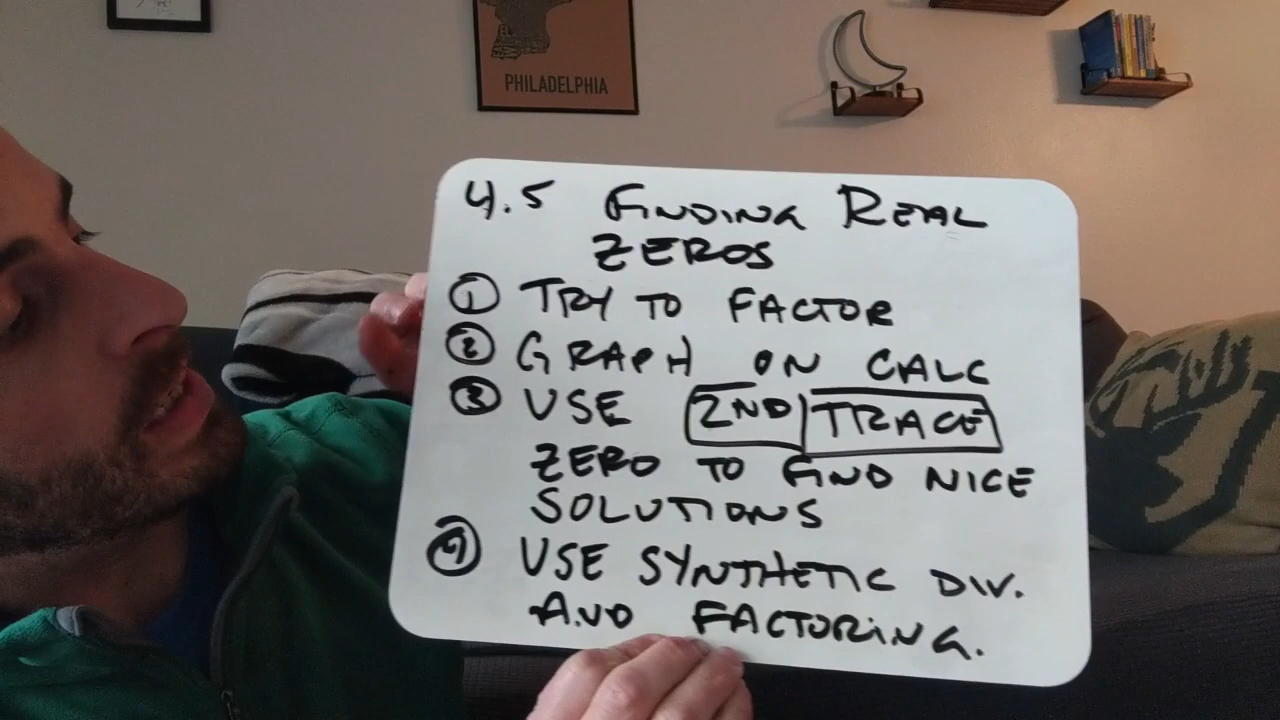 PHILADELPHIA
4.5 FINDING REAL
ZEROS
① TRY TO FACTOR
② GRAPH ON CALC
③ USE 2ND TRACE
ZERO TO FIND NICE
SOLUTIONS
④ USE SYNTHETIC DIV.
AND FACTORING.